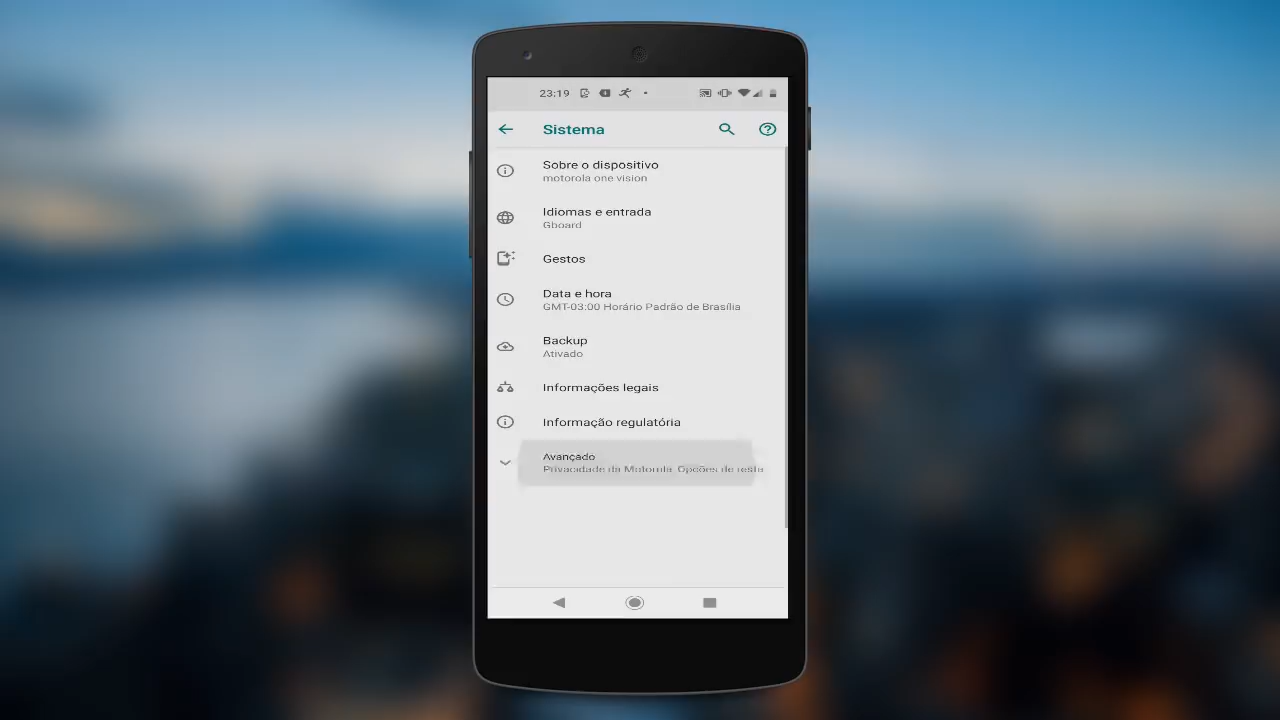 23:19
Sistema
Sobre o dispositivo
motorola one vision
Idiomas e entrada
Gboard
Gestos
Data e hora
GMT-03:00 Horário Padrão de Brasília
Backup
Ativado
Informações legais
Informação regulatória
Avançado
Privacidade da Motorola, Opções de resta